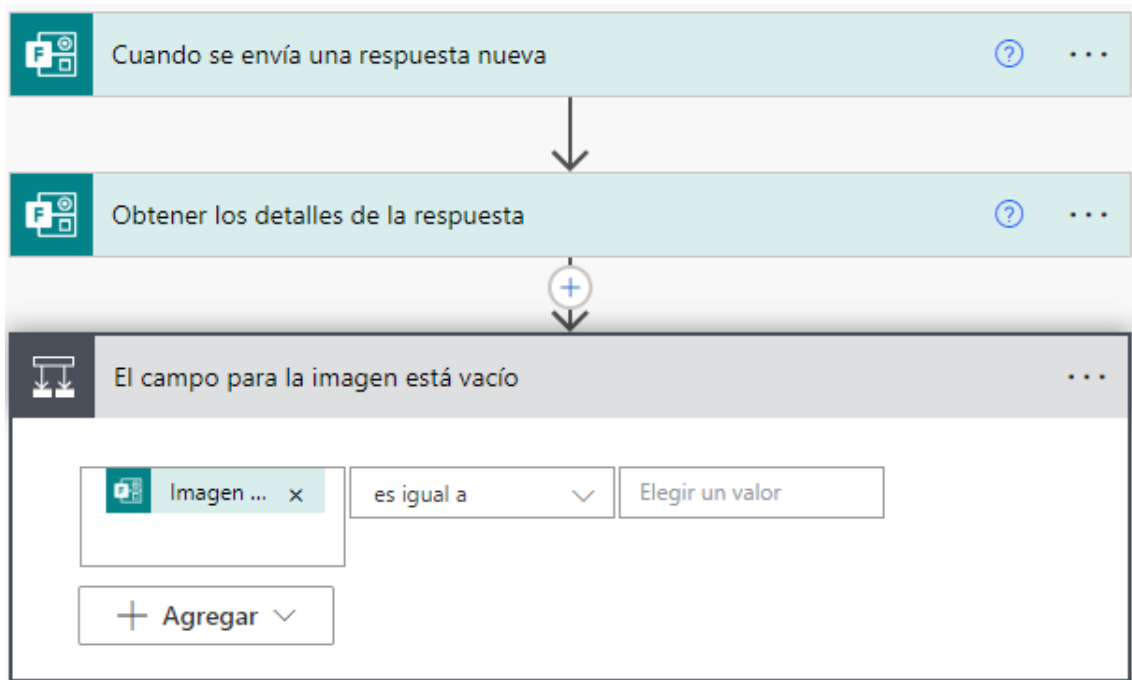 Cuando se envía una respuesta nueva
Obtener los detalles de la respuesta
El campo para la imagen está vacío
Imagen ...
es igual a
Elegir un valor
Agregar